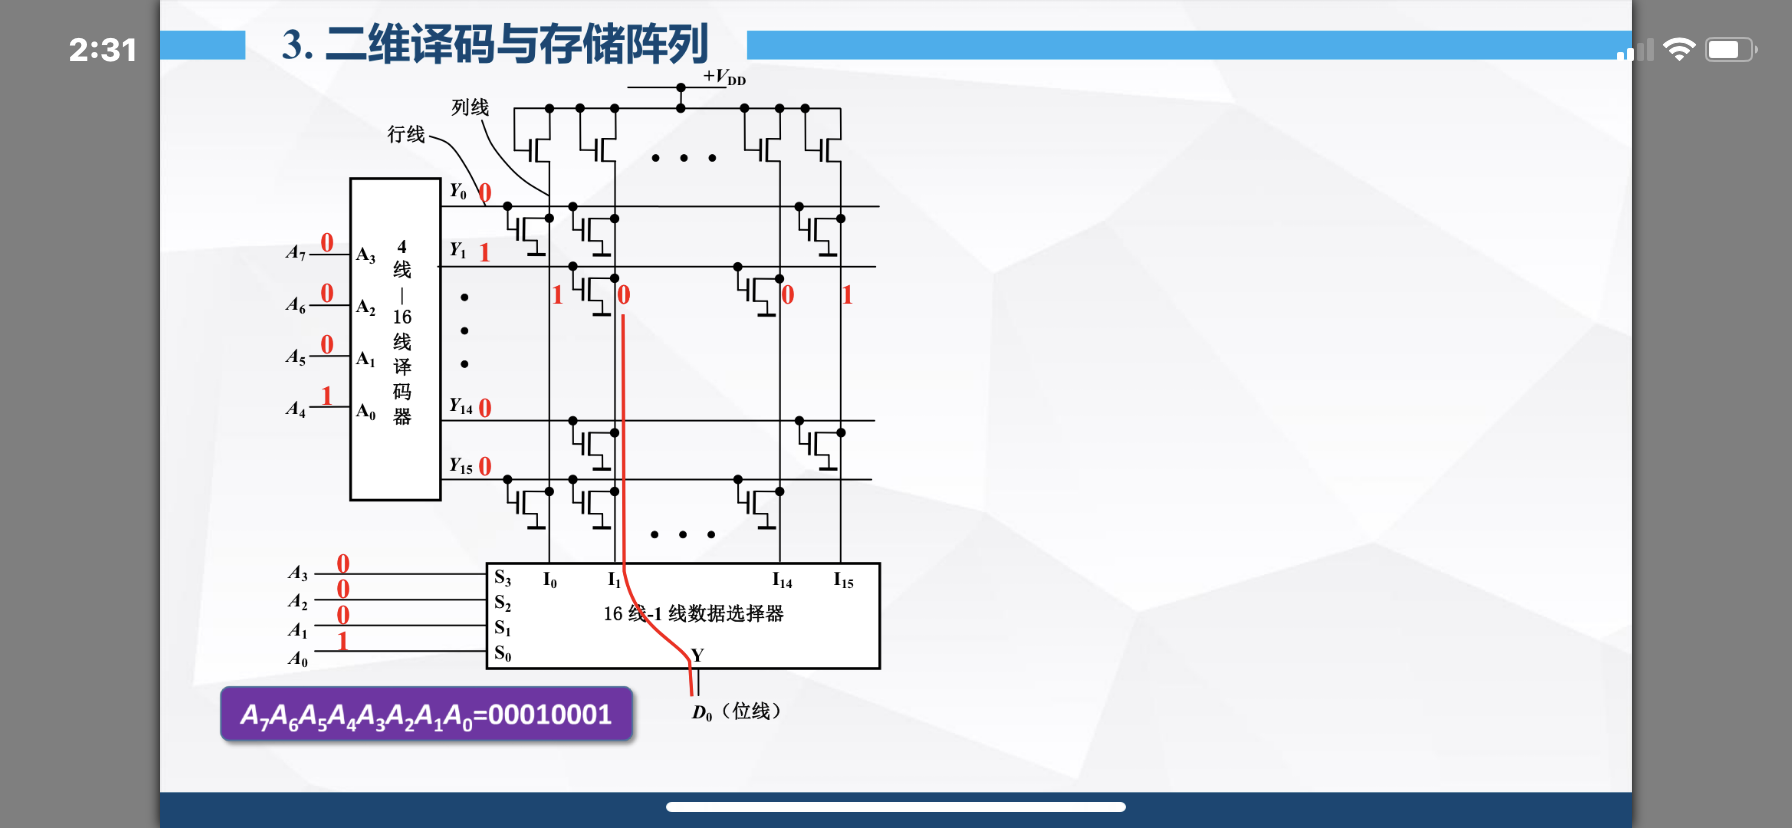 2:31
3. 二维译码与存储阵列
+VDD
列线
行线
Y0 0
A7 0 A3
4线—16线译码器
Y1 1
1 0 0 1
A6 0 A2
A5 0 A1
A4 1 A0
Y14 0
Y15 0
A3 0 S3 I0 I1 I14 I15
A2 0 S2
16 线-1 线数据选择器
A1 0 S1
A0 1 S0
Y
D0（位线）
A7A6A5A4A3A2A1A0=00010001